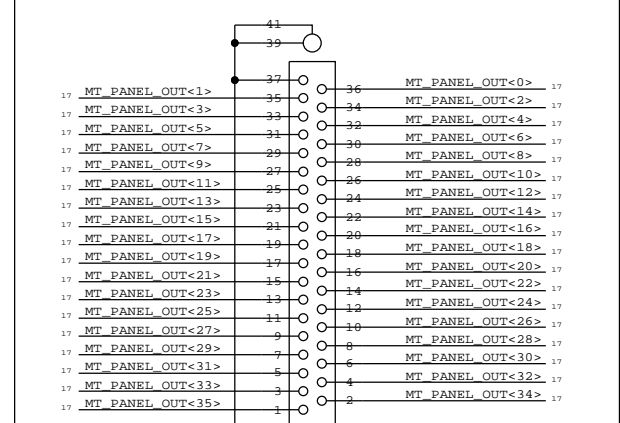 41
39
37
36 MT_PANEL_OUT<0> 17
17 MT_PANEL_OUT<1> 35
34 MT_PANEL_OUT<2> 17
17 MT_PANEL_OUT<3> 33
32 MT_PANEL_OUT<4> 17
17 MT_PANEL_OUT<5> 31
30 MT_PANEL_OUT<6> 17
17 MT_PANEL_OUT<7> 29
28 MT_PANEL_OUT<8> 17
17 MT_PANEL_OUT<9> 27
26 MT_PANEL_OUT<10> 17
17 MT_PANEL_OUT<11> 25
24 MT_PANEL_OUT<12> 17
17 MT_PANEL_OUT<13> 23
22 MT_PANEL_OUT<14> 17
17 MT_PANEL_OUT<15> 21
20 MT_PANEL_OUT<16> 17
17 MT_PANEL_OUT<17> 19
18 MT_PANEL_OUT<18> 17
17 MT_PANEL_OUT<19> 17
16 MT_PANEL_OUT<20> 17
17 MT_PANEL_OUT<21> 15
14 MT_PANEL_OUT<22> 17
17 MT_PANEL_OUT<23> 13
12 MT_PANEL_OUT<24> 17
17 MT_PANEL_OUT<25> 11
10 MT_PANEL_OUT<26> 17
17 MT_PANEL_OUT<27> 9
8 MT_PANEL_OUT<28> 17
17 MT_PANEL_OUT<29> 7
6 MT_PANEL_OUT<30> 17
17 MT_PANEL_OUT<31> 5
4 MT_PANEL_OUT<32> 17
17 MT_PANEL_OUT<33> 3
2 MT_PANEL_OUT<34> 17
17 MT_PANEL_OUT<35> 1